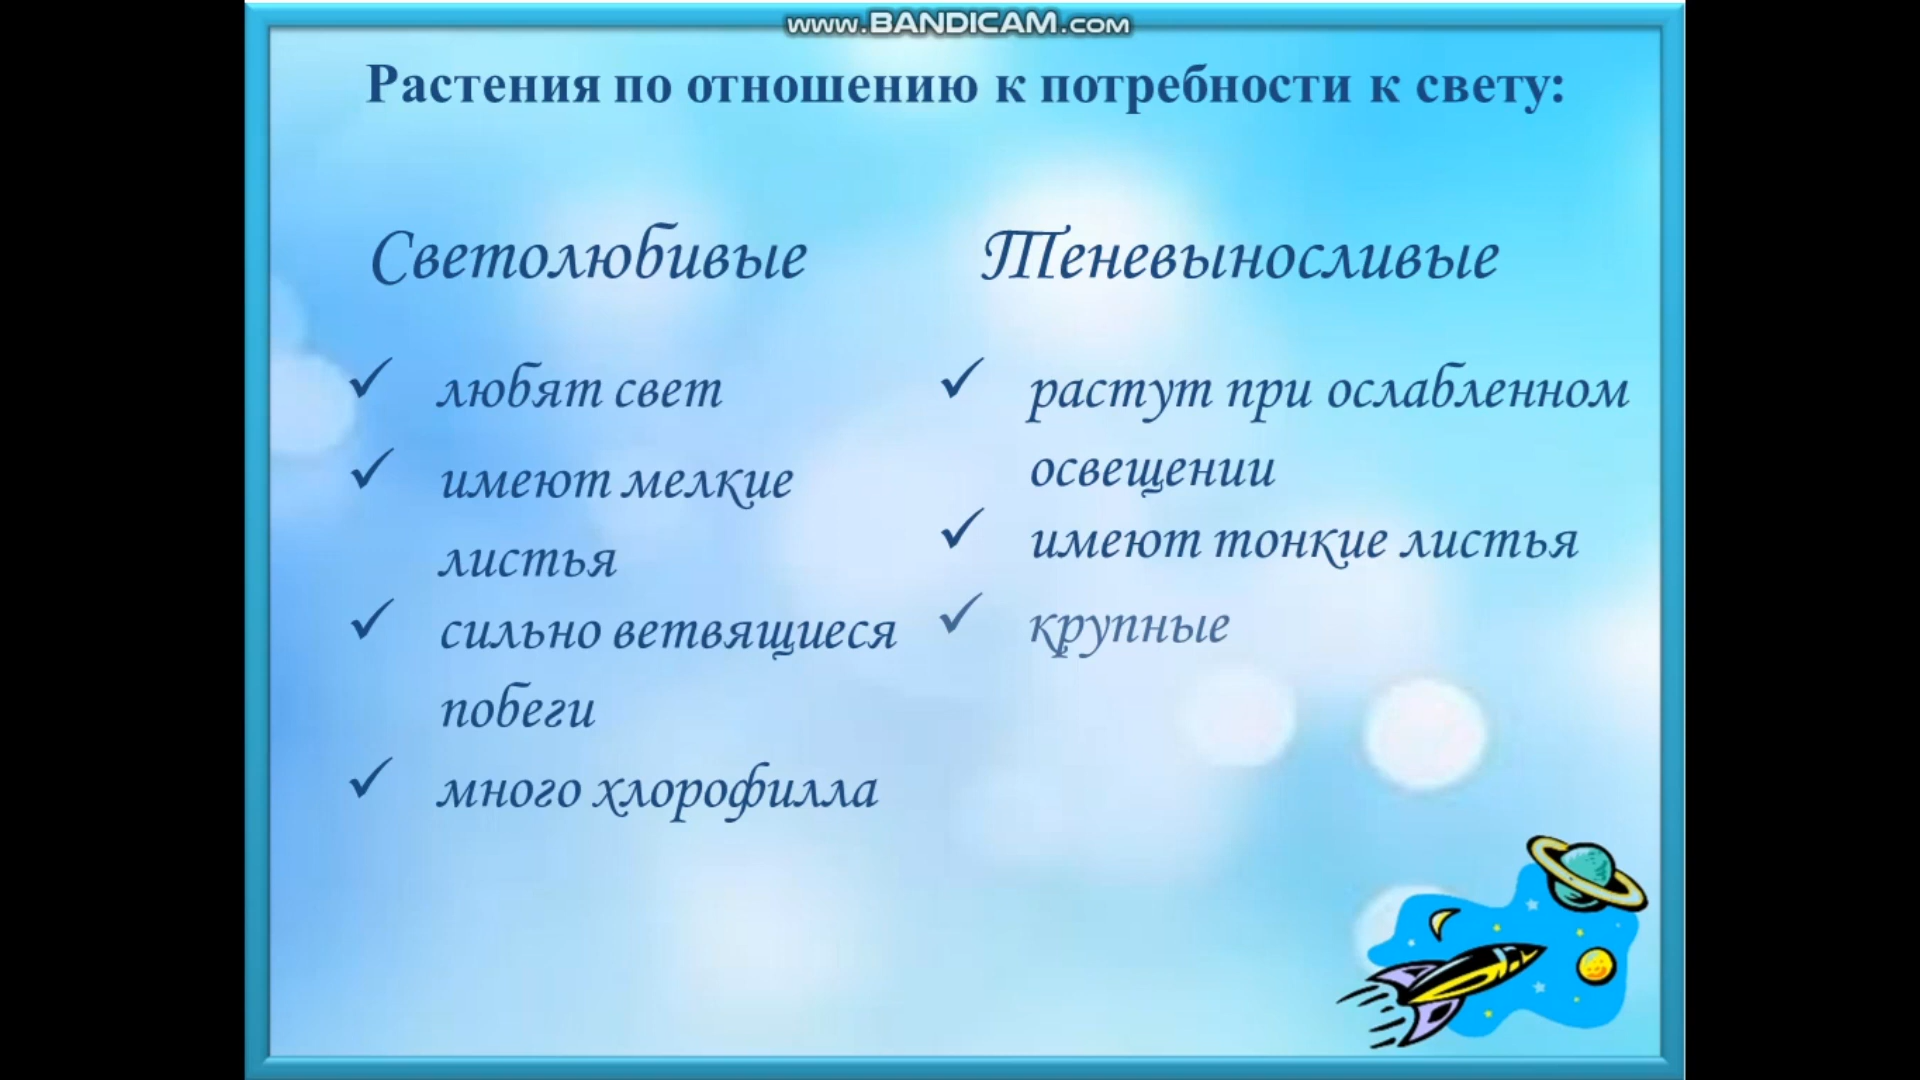 www.BANDICAM.com
Растения по отношению к потребности к свету:
Светолюбивые
любят свет
имеют мелкие
листья
сильно ветвящиеся
побеги
много хлорофилла
Теневыносливые
растут при ослабленном
освещении
имеют тонкие листья
крупные